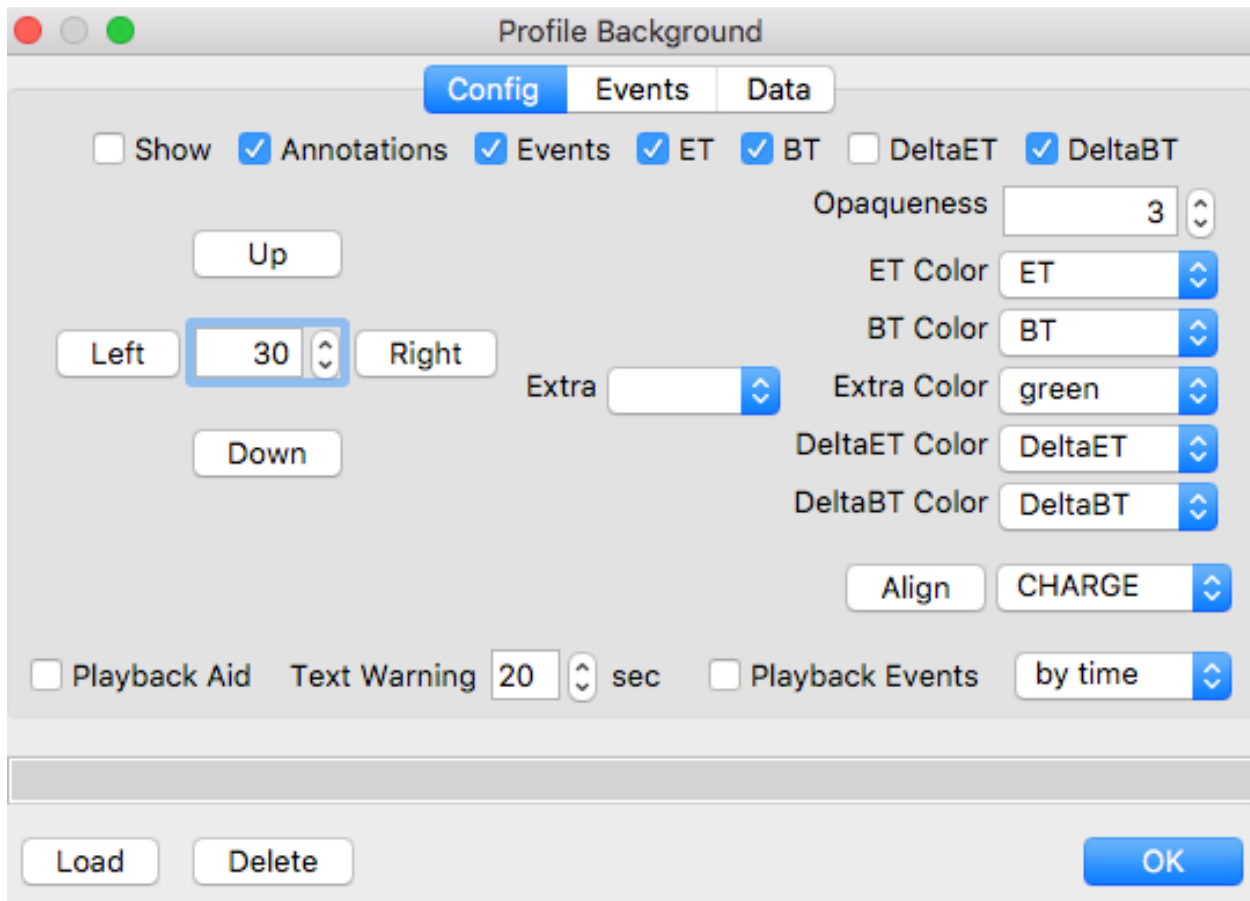 Profile Background
Config Events Data
Show Annotations Events ET BT DeltaET DeltaBT
Opaqueness 3
Up
ET Color ET
BT Color BT
Left 30 Right
Extra Extra Color green
Down
DeltaET Color DeltaET
DeltaBT Color DeltaBT
Align CHARGE
Playback Aid Text Warning 20 sec Playback Events by time
Load Delete OK